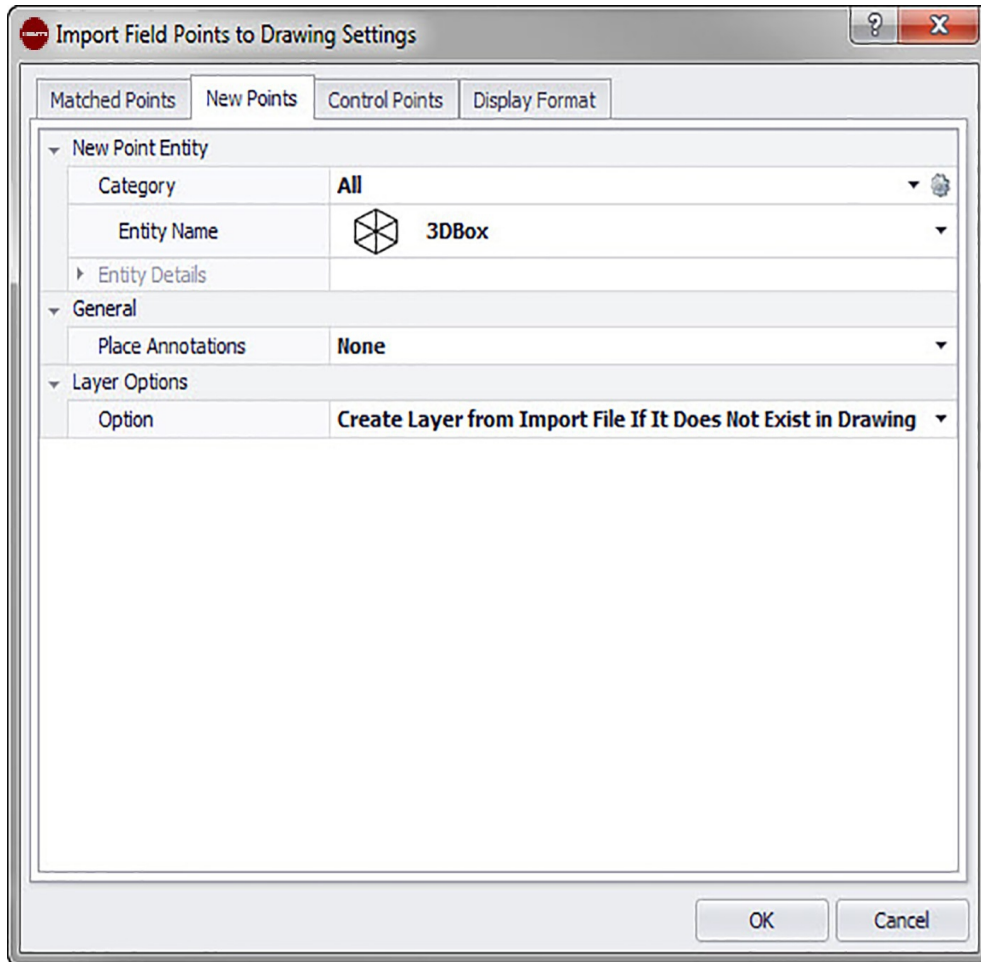 Import Field Points to Drawing Settings
Matched Points New Points Control Points Display Format
New Point Entity
Category All
Entity Name 3DBox
Entity Details
General
Place Annotations None
Layer Options
Option Create Layer from Import File If It Does Not Exist in Drawing
OK Cancel